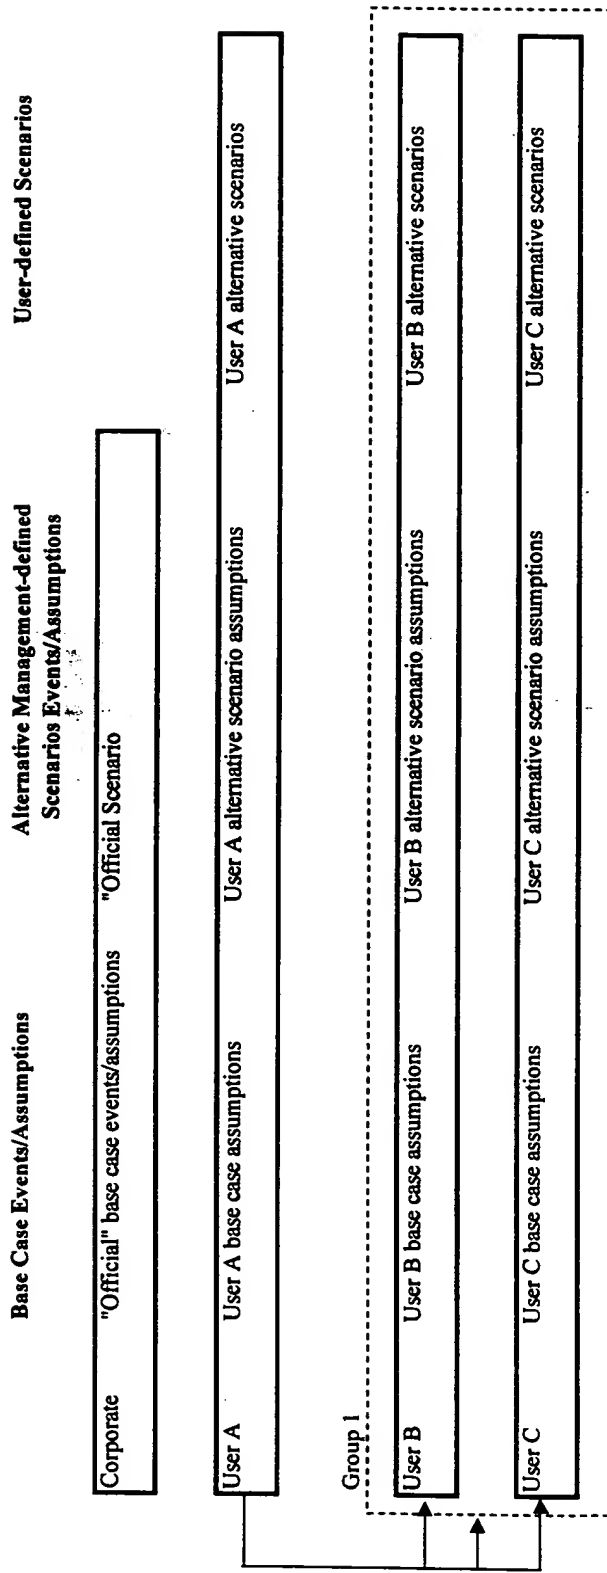 Base Case Events/Assumptions
Alternative Management-defined
Scenarios Events/Assumptions
User-defined Scenarios
Corporate "Official" base case events/assumptions "Official Scenario
User A User A base case assumptions User A alternative scenario assumptions User A alternative scenarios
Group 1
User B User B base case assumptions User B alternative scenario assumptions User B alternative scenarios
User C User C base case assumptions User C alternative scenario assumptions User C alternative scenarios